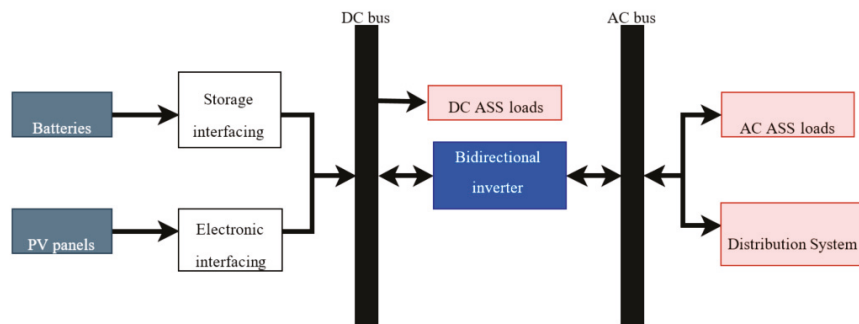 DC bus
AC bus
Batteries
Storage
interfacing
DC ASS loads
AC ASS loads
Bidirectional
inverter
PV panels
Electronic
interfacing
Distribution System